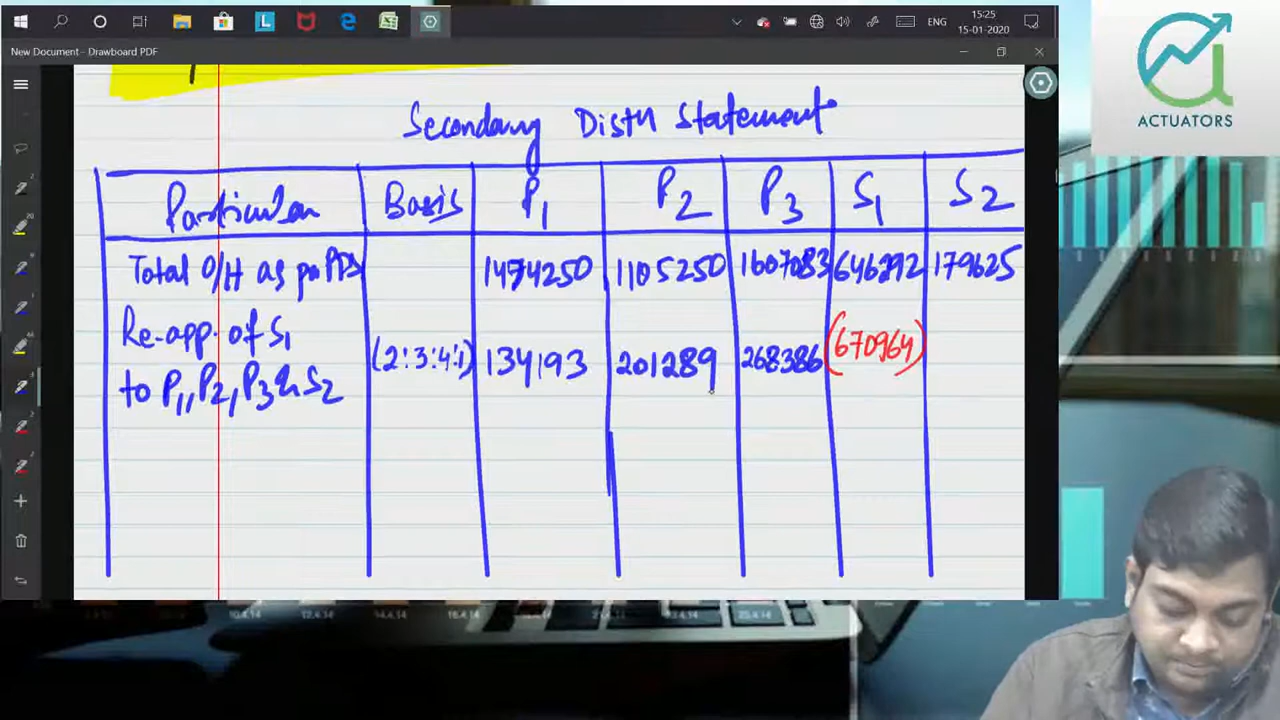 ENG
15:25
15-01-2020
New Document - Drawboard PDF
ACTUATORS
Secondary Distn Statement
Particular Basis P1 P2 P3 S1 S2
Total O/H as per PDS 1474250 1105250 1607083 646292 179625
Re-app. of S1
to P1, P2, P3 & S2 (2:3:4:1) 134193 201289 268386 (670964)